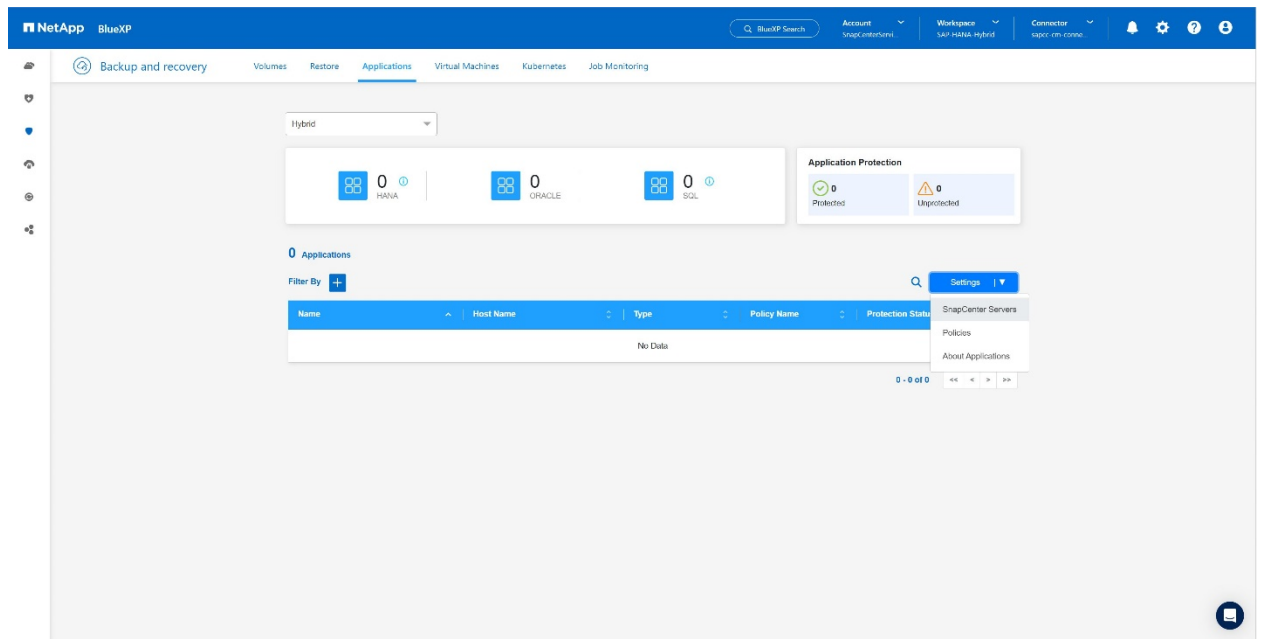 NetApp BlueXP
BlueXP Search
Account
SnapCenterServi...
Workspace
SAP-HANA-Hybrid
Connector
sapcc-cm-conne...
Backup and recovery
Volumes Restore Applications Virtual Machines Kubernetes Job Monitoring
Hybrid
0
HANA
0
ORACLE
0
SQL
Application Protection
0
Protected
0
Unprotected
0 Applications
Filter By
Settings
SnapCenter Servers
Policies
About Applications
Name Host Name Type Policy Name Protection Statu
No Data
0 - 0 of 0 << < > >>